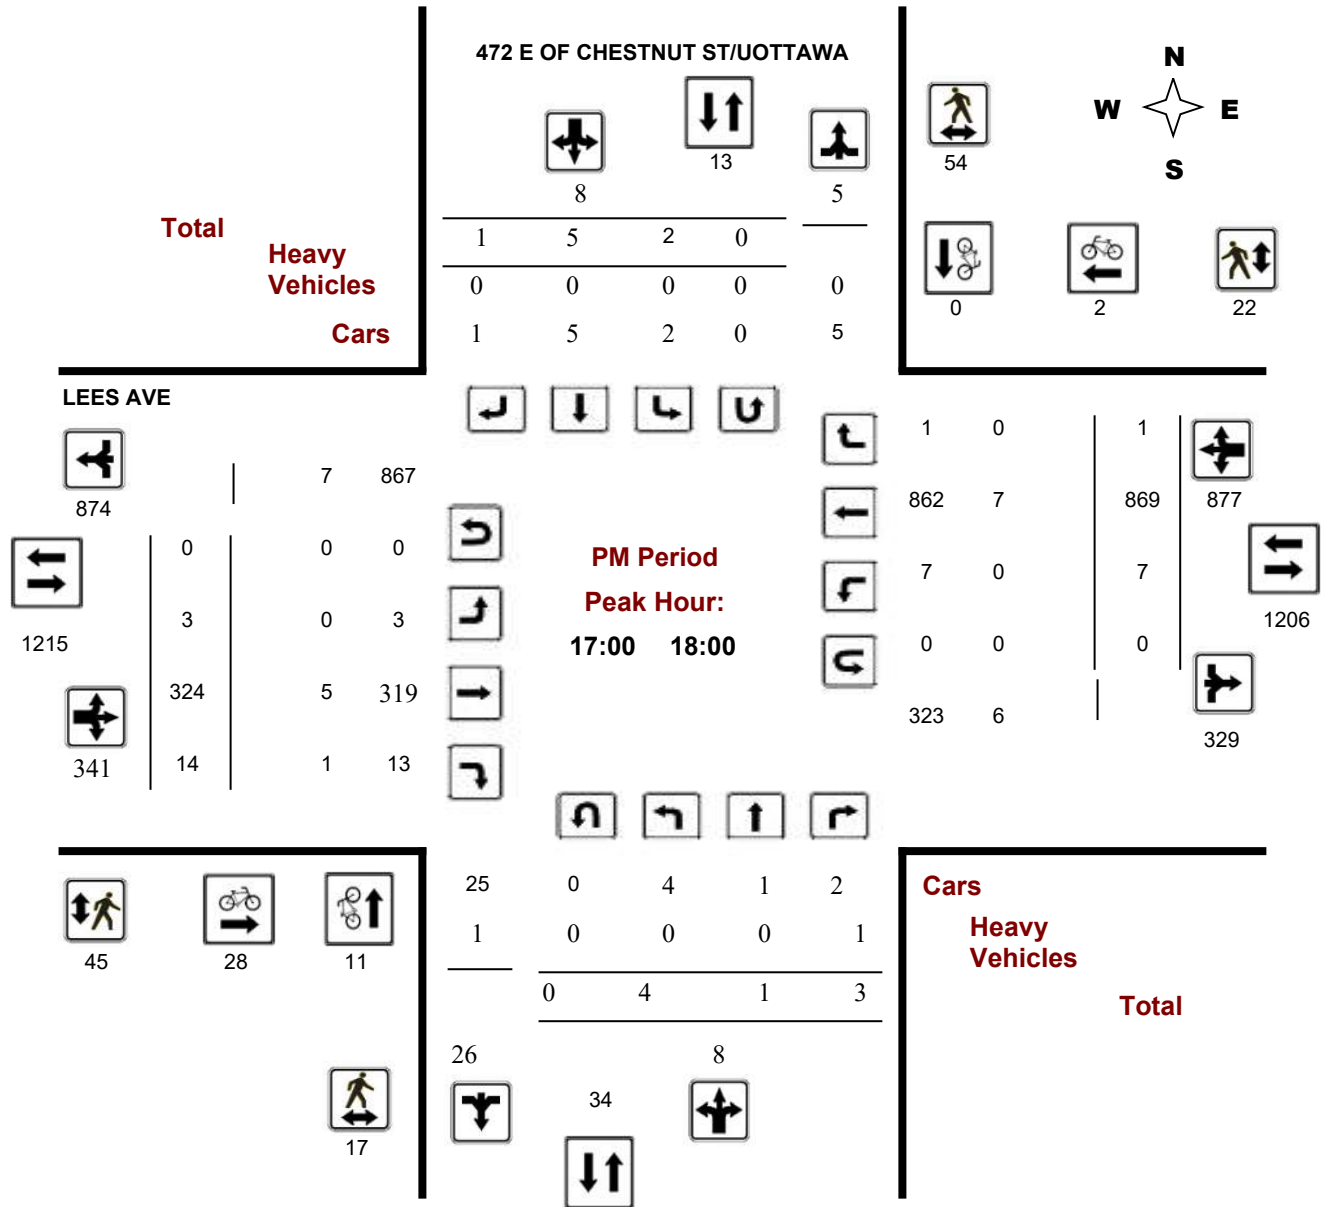 472 E OF CHESTNUT ST/UOTTAWA
N
W E
S
13
54
8 5
Total
1 5 2 0
Heavy
Vehicles
0 0 0 0 0
0 2 22
Cars
1 5 2 0 5
LEES AVE
1 0 1
7 867
874
862 7 869 877
0 0 0
PM Period
7 0 7
Peak Hour:
3 0 3
1215
17:00 18:00
0 0 0
1206
324 5 319
323 6
329
341 14 1 13
25 0 4 1 2
Cars
1 0 0 0 1
Heavy
Vehicles
45 28 11
0 4 1 3
Total
26 8
34
17